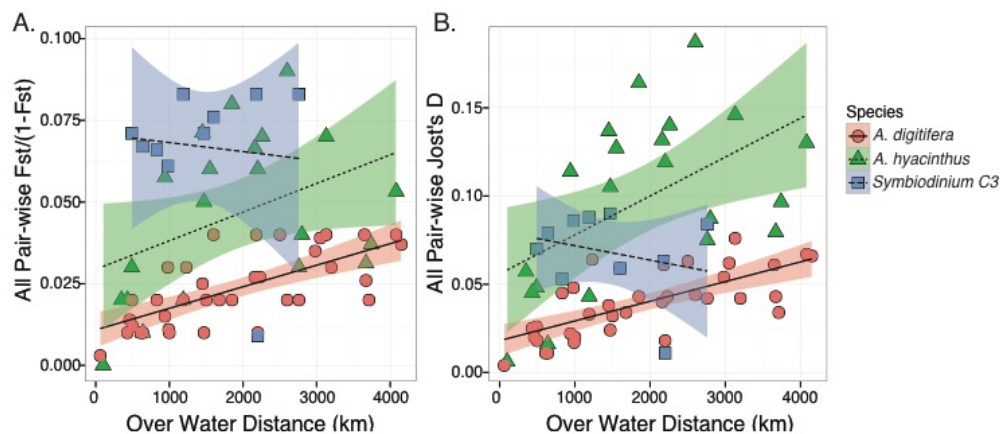 A.
All Pair-wise Fst/(1-Fst)
0.100
0.075
0.050
0.025
0.000
0 1000 2000 3000 4000
Over Water Distance (km)
B.
All Pair-wise Jost's D
0.15
0.10
0.05
0.00
0 1000 2000 3000 4000
Over Water Distance (km)
Species
A. digitifera
A. hyacinthus
Symbiodinium C3